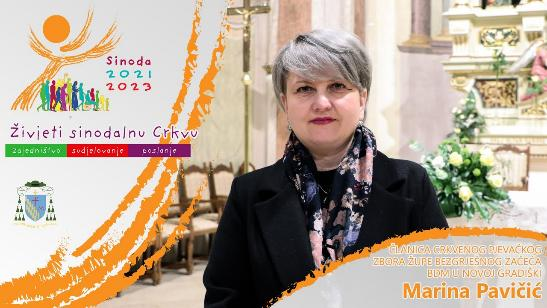 Sinoda
2021
2023
Živjeti sinodalnu Crkvu
zajedništvo sudjelovanje poslanje
ČLANICA CRKVENOG PJEVAČKOG
ZBORA ŽUPE BEZGREŠNOG ZAČEĆA
BDM U NOVOJ GRADIŠKI
Marina Pavičić